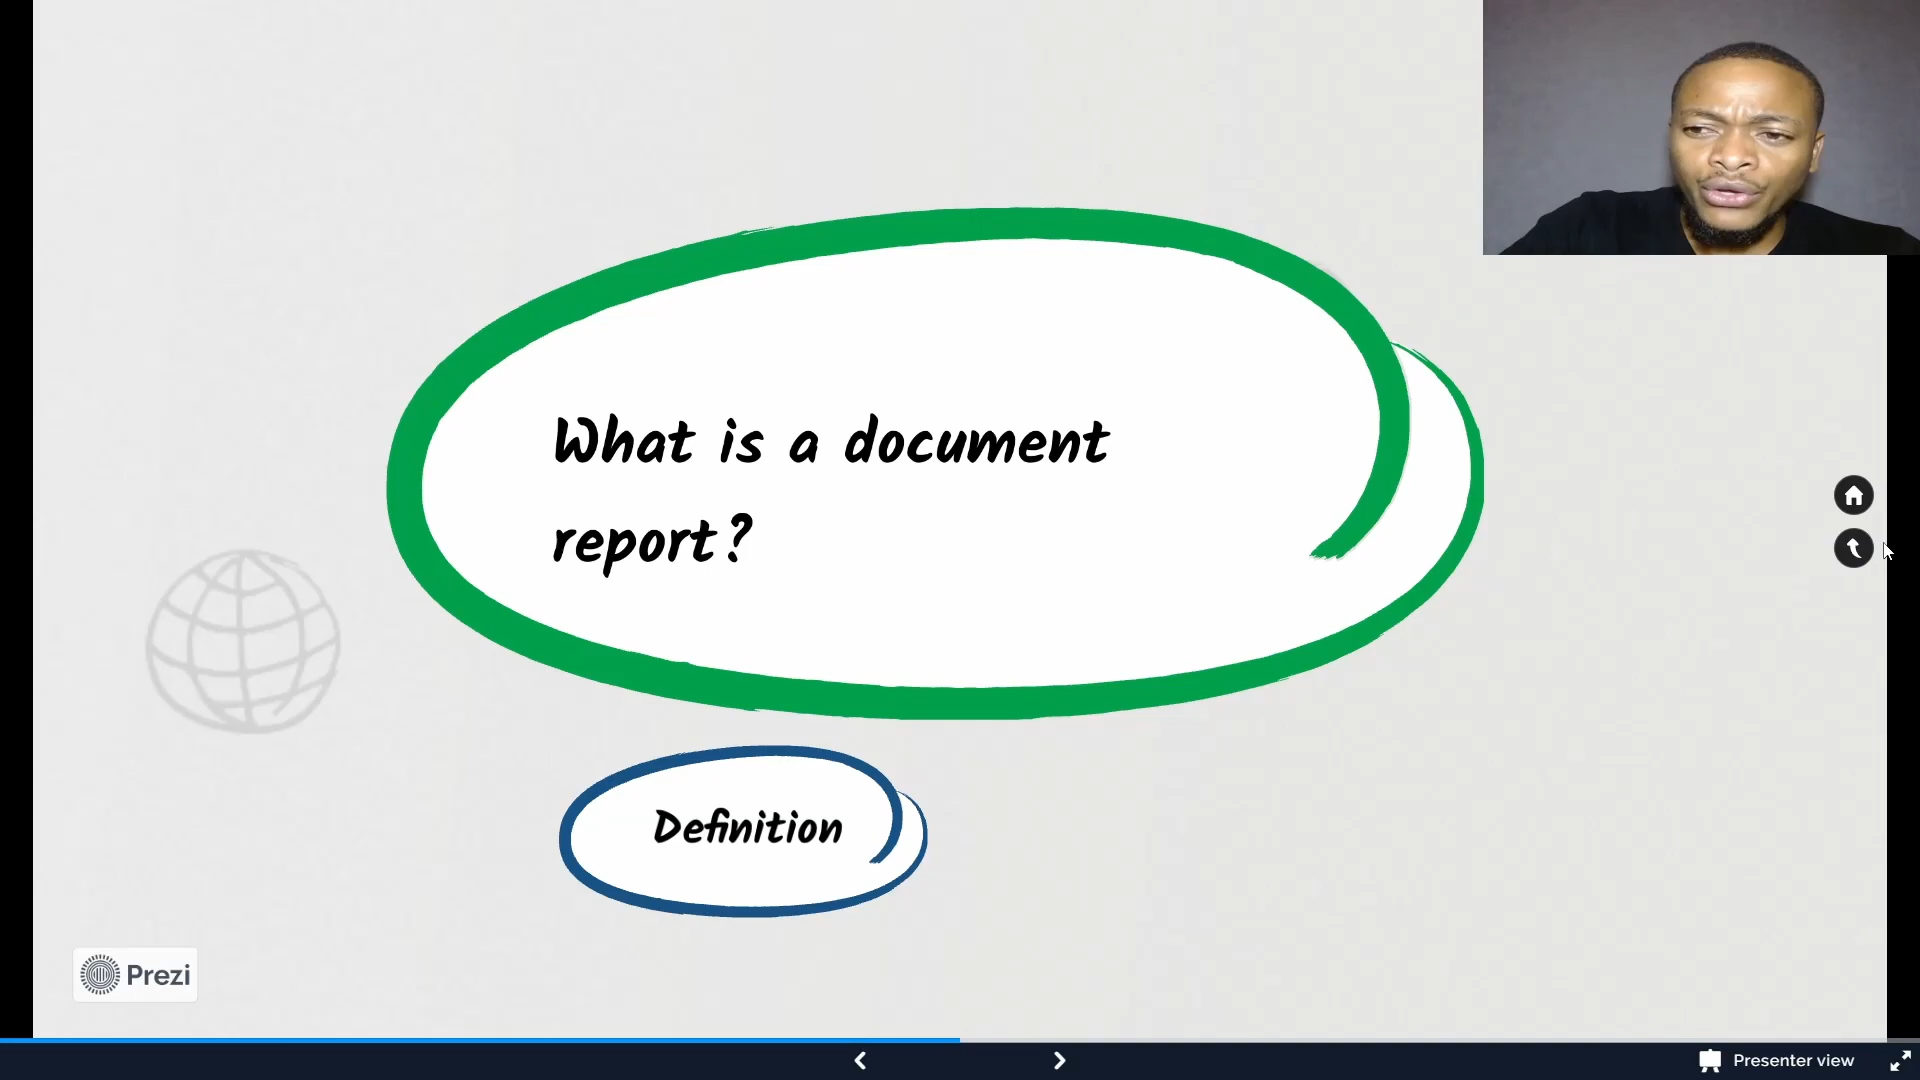 What is a document
report?
Definition
Prezi
Presenter view